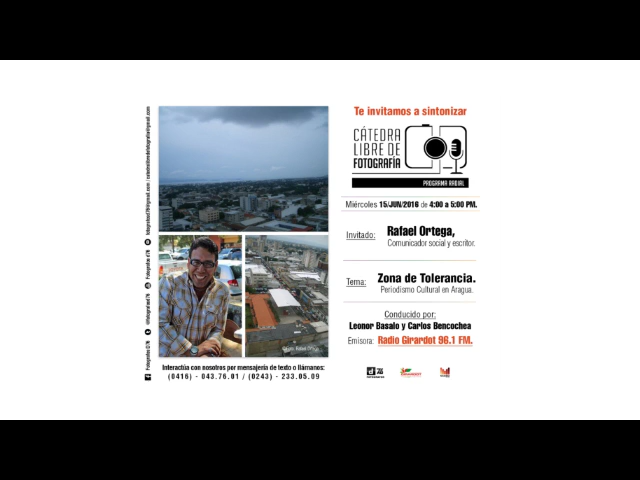 Te invitamos a sintonizar
CÁTEDRA
LIBRE DE
FOTOGRAFÍA
PROGRAMA RADIAL
Miércoles 15/JUN/2016 de 4:00 a 5:00 PM.
Invitado: Rafael Ortega,
Comunicador social y escritor.
Tema: Zona de Tolerancia.
Periodismo Cultural en Aragua.
Conducido por:
Leonor Basalo y Carlos Bencochea
Emisora: Radio Girardot 96.1 FM.
Interactúa con nosotros por mensajería de texto o llámanos:
(0416) - 043.76.01 / (0243) - 233.05.09